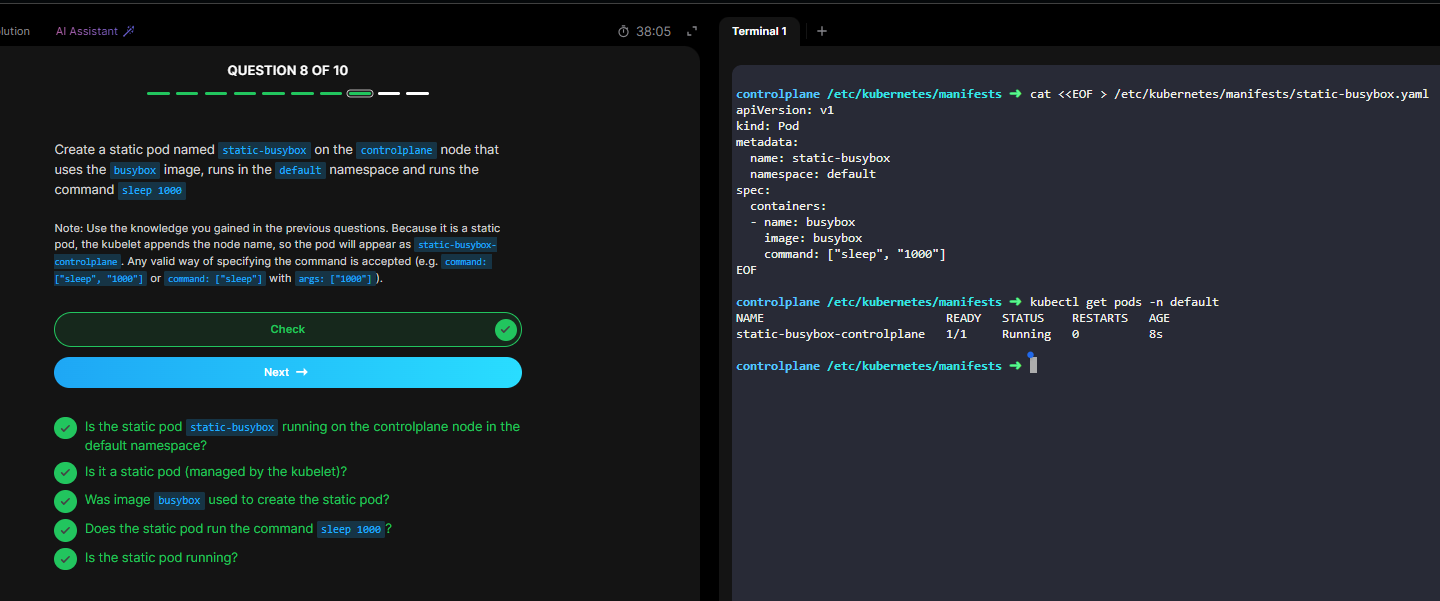 lution
AI Assistant
38:05
QUESTION 8 OF 10
Create a static pod named static-busybox on the controlplane node that
uses the busybox image, runs in the default namespace and runs the
command sleep 1000
Note: Use the knowledge you gained in the previous questions. Because it is a static
pod, the kubelet appends the node name, so the pod will appear as static-busybox-
controlplane. Any valid way of specifying the command is accepted (e.g. command:
["sleep", "1000"] or command: ["sleep"] with args: ["1000"]).
Check
Next →
Is the static pod static-busybox running on the controlplane node in the
default namespace?
Is it a static pod (managed by the kubelet)?
Was image busybox used to create the static pod?
Does the static pod run the command sleep 1000?
Is the static pod running?
Terminal 1 +
controlplane /etc/kubernetes/manifests ➜ cat <<EOF > /etc/kubernetes/manifests/static-busybox.yaml
apiVersion: v1
kind: Pod
metadata:
  name: static-busybox
  namespace: default
spec:
  containers:
  - name: busybox
    image: busybox
    command: ["sleep", "1000"]
EOF
controlplane /etc/kubernetes/manifests ➜ kubectl get pods -n default
NAME                          READY   STATUS    RESTARTS   AGE
static-busybox-controlplane   1/1     Running   0          8s
controlplane /etc/kubernetes/manifests ➜